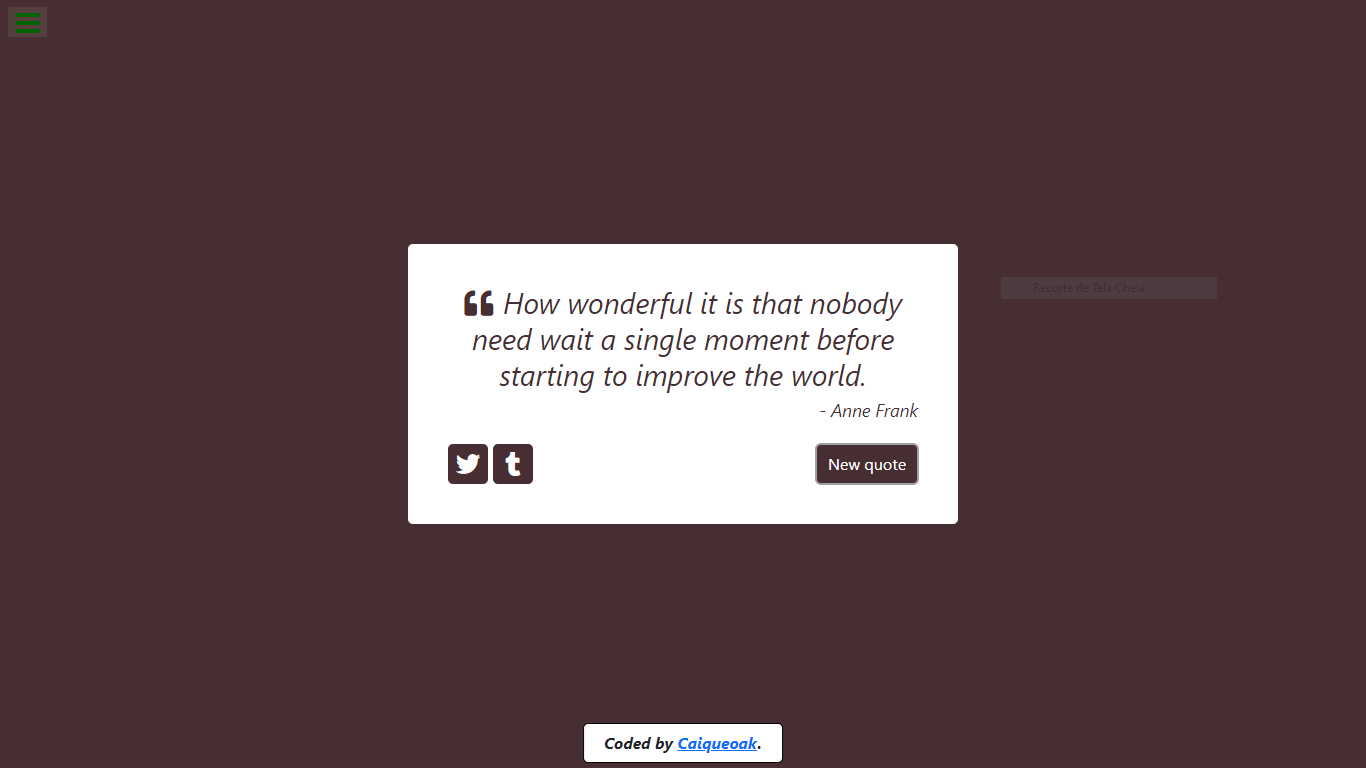 How wonderful it is that nobody
need wait a single moment before
starting to improve the world.
- Anne Frank
New quote
Recorte de Tela Cheia
Coded by Caiqueoak.